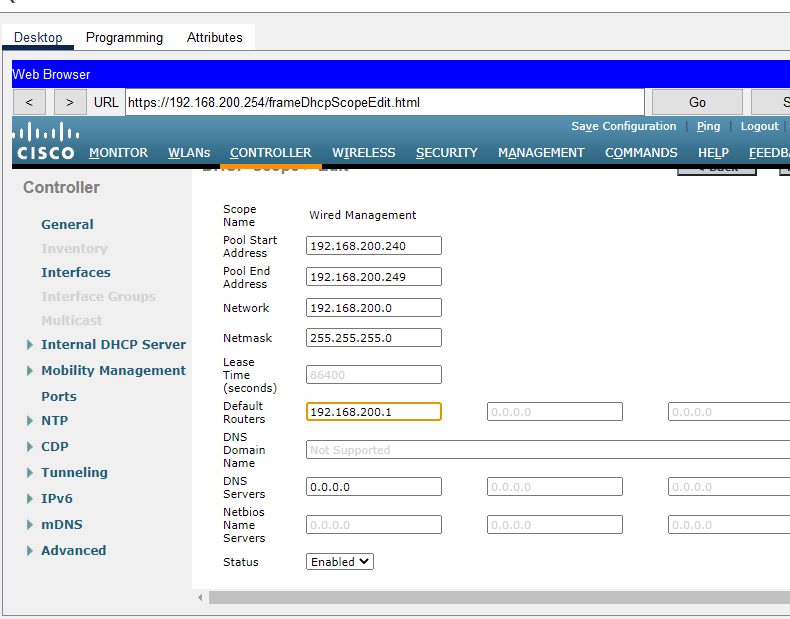 Desktop Programming Attributes
Web Browser
< > URL https://192.168.200.254/frameDhcpScopeEdit.html Go S
Save Configuration | Ping | Logout |
CISCO MONITOR WLANs CONTROLLER WIRELESS SECURITY MANAGEMENT COMMANDS HELP FEEDBA
DHCP Scope > Edit < Back
Controller
General
Inventory
Interfaces
Interface Groups
Multicast
Internal DHCP Server
Mobility Management
Ports
NTP
CDP
Tunneling
IPv6
mDNS
Advanced
Scope
Name Wired Management
Pool Start
Address 192.168.200.240
Pool End
Address 192.168.200.249
Network 192.168.200.0
Netmask 255.255.255.0
Lease
Time
(seconds) 86400
Default
Routers 192.168.200.1 0.0.0.0 0.0.0.0
DNS
Domain
Name Not Supported
DNS
Servers 0.0.0.0 0.0.0.0 0.0.0.0
Netbios
Name
Servers 0.0.0.0 0.0.0.0 0.0.0.0
Status Enabled